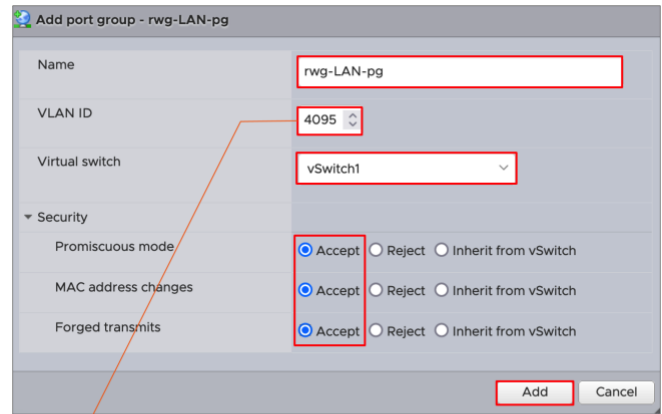 Add port group - rwg-LAN-pg
Name rwg-LAN-pg
VLAN ID 4095
Virtual switch vSwitch1
Security
Promiscuous mode Accept Reject Inherit from vSwitch
MAC address changes Accept Reject Inherit from vSwitch
Forged transmits Accept Reject Inherit from vSwitch
Add Cancel